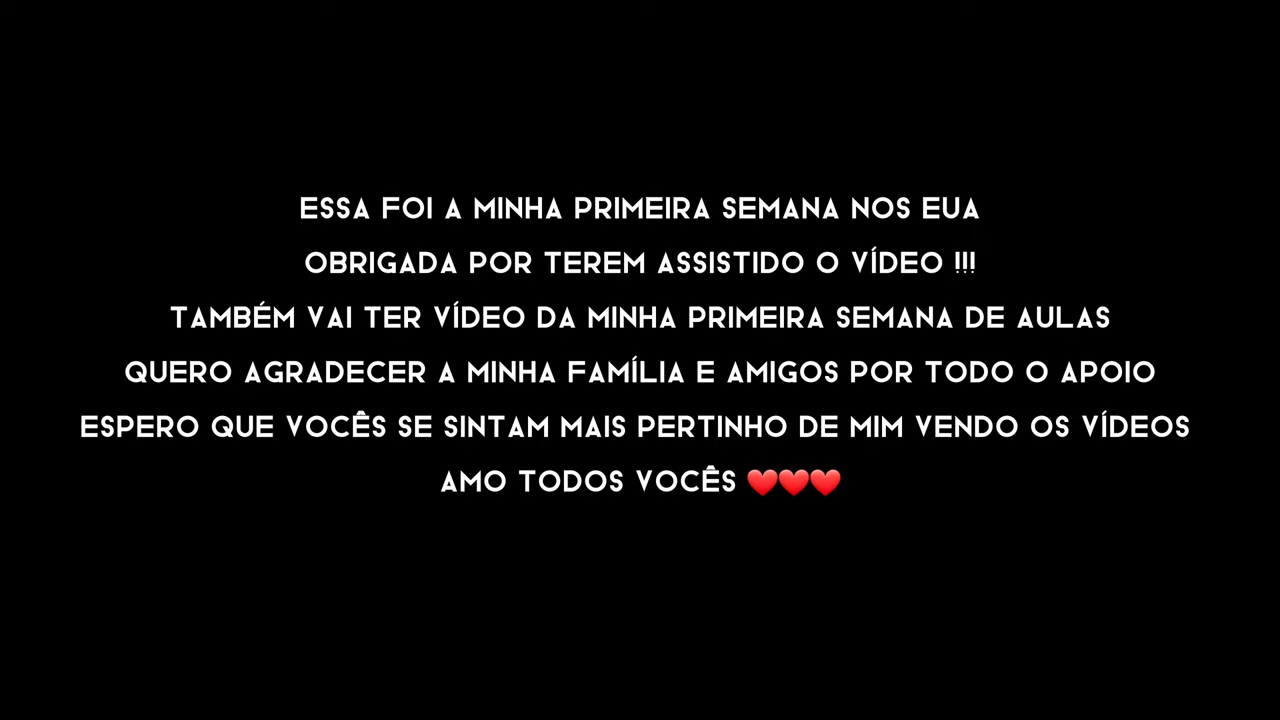 ESSA FOI A MINHA PRIMEIRA SEMANA NOS EUA
OBRIGADA POR TEREM ASSISTIDO O VÍDEO !!!
TAMBÉM VAI TER VÍDEO DA MINHA PRIMEIRA SEMANA DE AULAS
QUERO AGRADECER A MINHA FAMÍLIA E AMIGOS POR TODO O APOIO
ESPERO QUE VOCÊS SE SINTAM MAIS PERTINHO DE MIM VENDO OS VÍDEOS
AMO TODOS VOCÊS ❤️❤️❤️